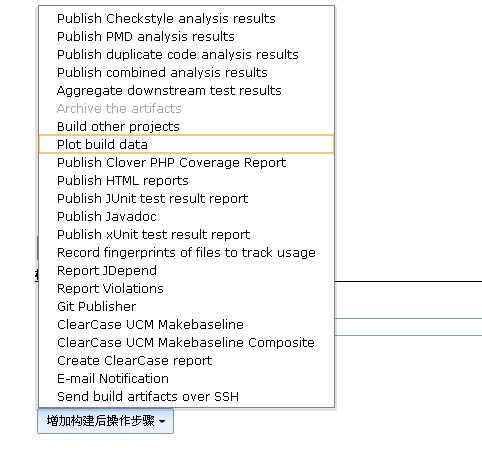 Publish Checkstyle analysis results
Publish PMD analysis results
Publish duplicate code analysis results
Publish combined analysis results
Aggregate downstream test results
Archive the artifacts
Build other projects
Plot build data
Publish Clover PHP Coverage Report
Publish HTML reports
Publish JUnit test result report
Publish Javadoc
Publish xUnit test result report
Record fingerprints of files to track usage
Report JDepend
Report Violations
Git Publisher
ClearCase UCM Makebaseline
ClearCase UCM Makebaseline Composite
Create ClearCase report
E-mail Notification
Send build artifacts over SSH
增加构建后操作步骤